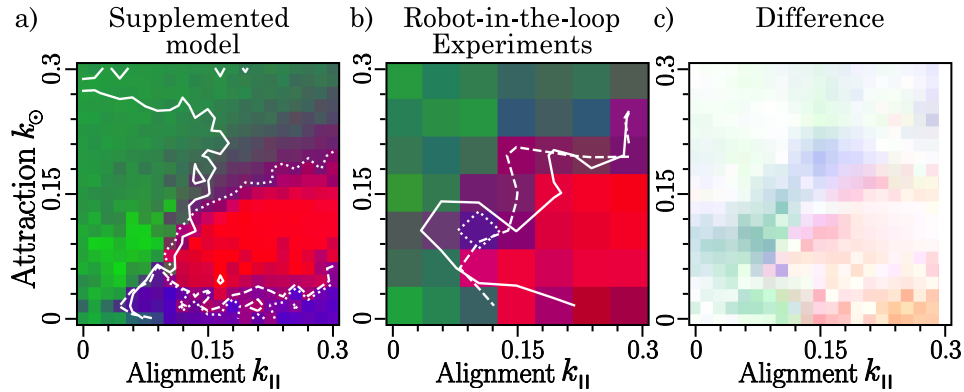 a) Supplemented model
b) Robot-in-the-loop Experiments
c) Difference
Attraction k⊙
0.3
0.15
0
0 0.15 0.3
Alignment k||
0.3
0.15
0
0 0.15 0.3
Alignment k||
0.3
0.15
0
0 0.15 0.3
Alignment k||